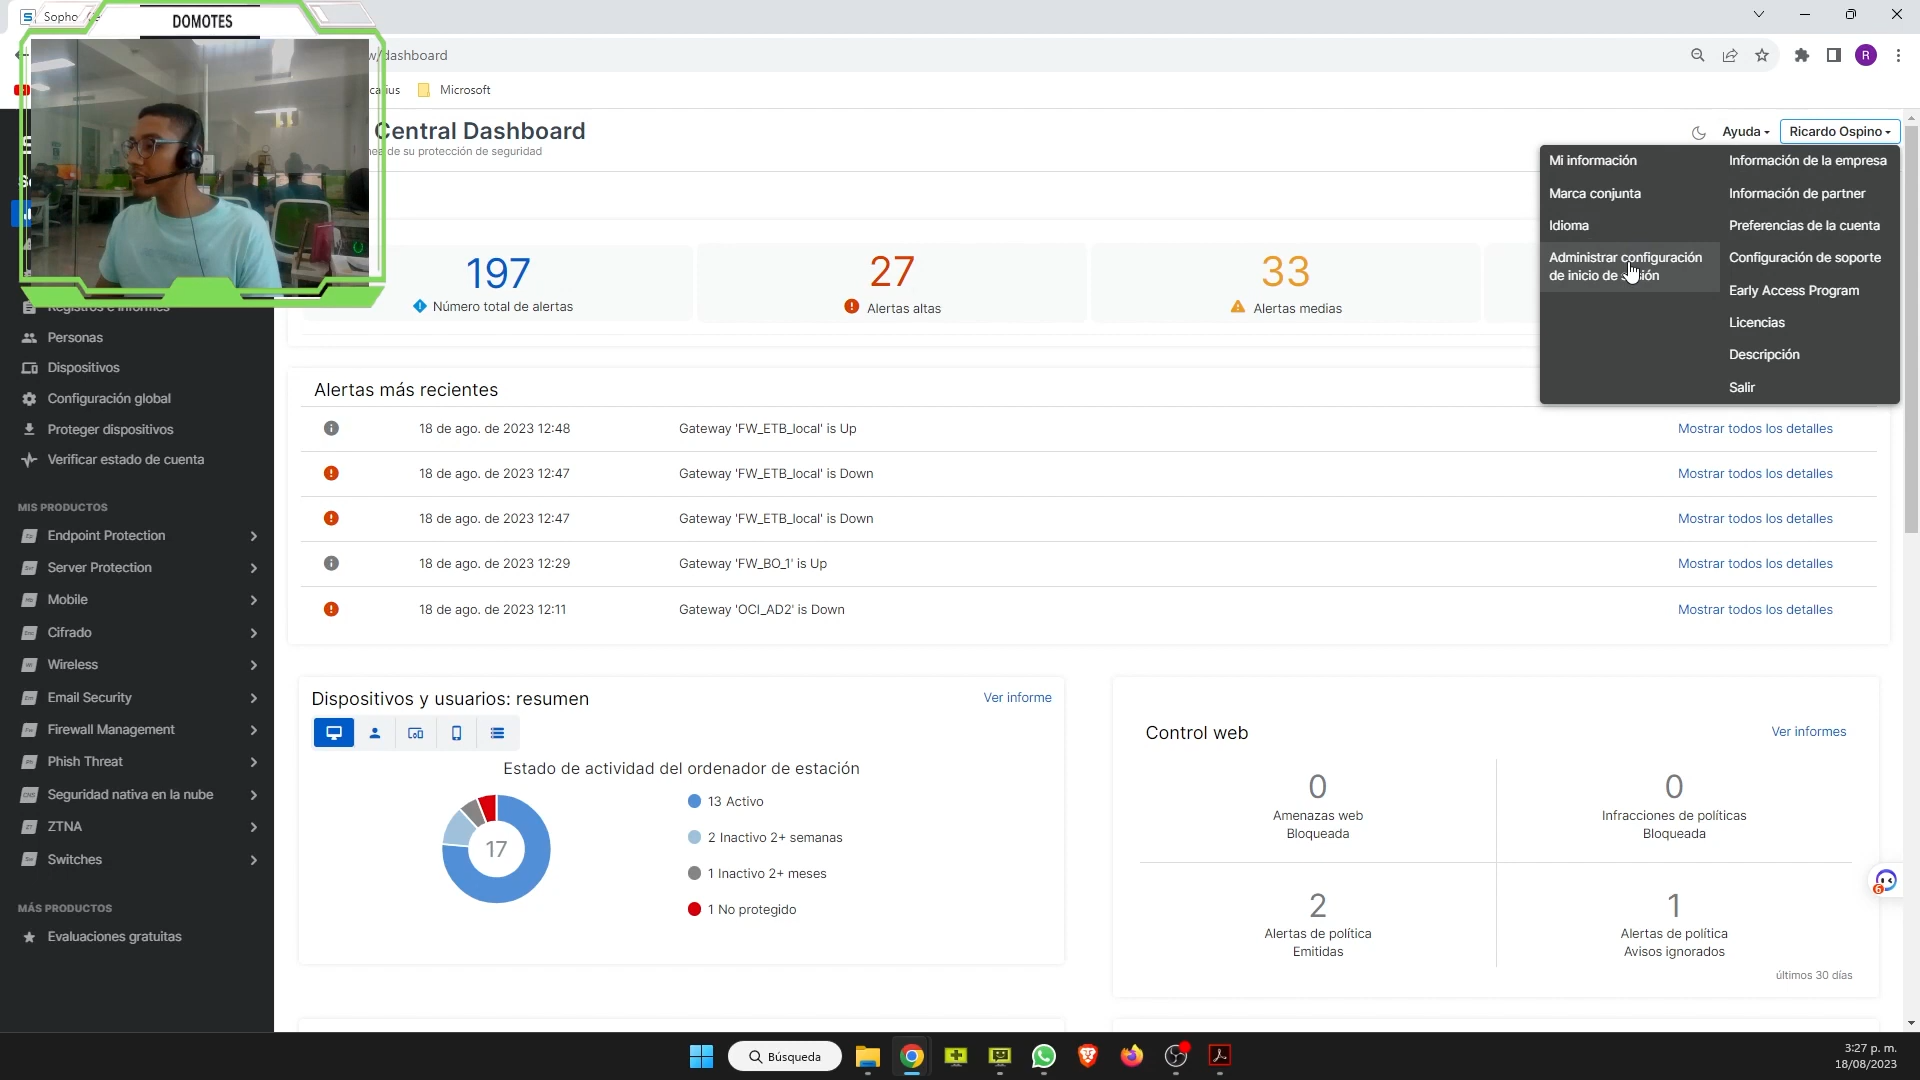 Sopho
DOMOTES
w/dashboard
Microsoft
Central Dashboard
de su protección de seguridad
Ayuda
Ricardo Ospino
R
Mi información
Información de la empresa
Marca conjunta
Información de partner
Idioma
Preferencias de la cuenta
Administrar configuración
de inicio de sesión
Configuración de soporte
Early Access Program
Licencias
Descripción
Salir
197
Número total de alertas
27
Alertas altas
33
Alertas medias
Registros e informes
Personas
Dispositivos
Configuración global
Proteger dispositivos
Verificar estado de cuenta
MIS PRODUCTOS
Endpoint Protection
Server Protection
Mobile
Cifrado
Wireless
Email Security
Firewall Management
Phish Threat
Seguridad nativa en la nube
ZTNA
Switches
MÁS PRODUCTOS
Evaluaciones gratuitas
Alertas más recientes
18 de ago. de 2023 12:48 Gateway 'FW_ETB_local' is Up Mostrar todos los detalles
18 de ago. de 2023 12:47 Gateway 'FW_ETB_local' is Down Mostrar todos los detalles
18 de ago. de 2023 12:47 Gateway 'FW_ETB_local' is Down Mostrar todos los detalles
18 de ago. de 2023 12:29 Gateway 'FW_BO_1' is Up Mostrar todos los detalles
18 de ago. de 2023 12:11 Gateway 'OCI_AD2' is Down Mostrar todos los detalles
Dispositivos y usuarios: resumen
Ver informe
Estado de actividad del ordenador de estación
17
13 Activo
2 Inactivo 2+ semanas
1 Inactivo 2+ meses
1 No protegido
Control web
Ver informes
0
Amenazas web
Bloqueada
0
Infracciones de políticas
Bloqueada
2
Alertas de política
Emitidas
1
Alertas de política
Avisos ignorados
últimos 30 días
6
Búsqueda
3:27 p. m.
18/08/2023